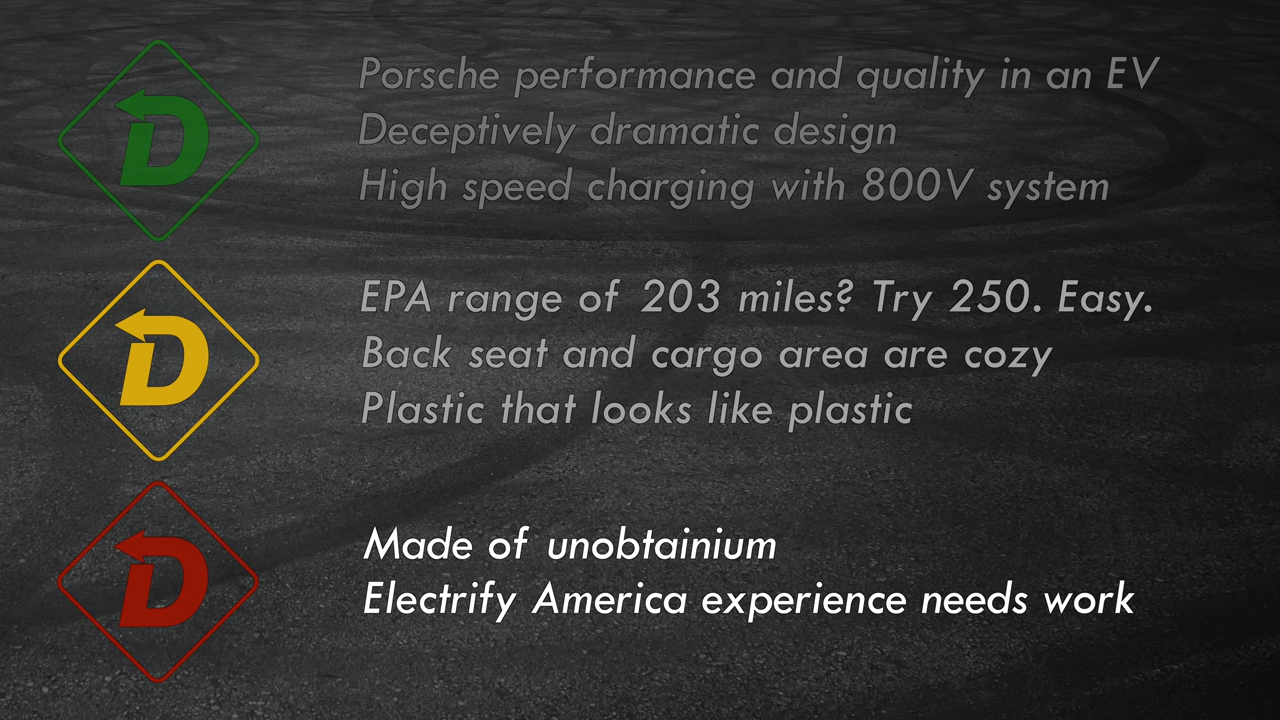 D
Porsche performance and quality in an EV
Deceptively dramatic design
High speed charging with 800V system
D
EPA range of 203 miles? Try 250. Easy.
Back seat and cargo area are cozy
Plastic that looks like plastic
D
Made of unobtainium
Electrify America experience needs work